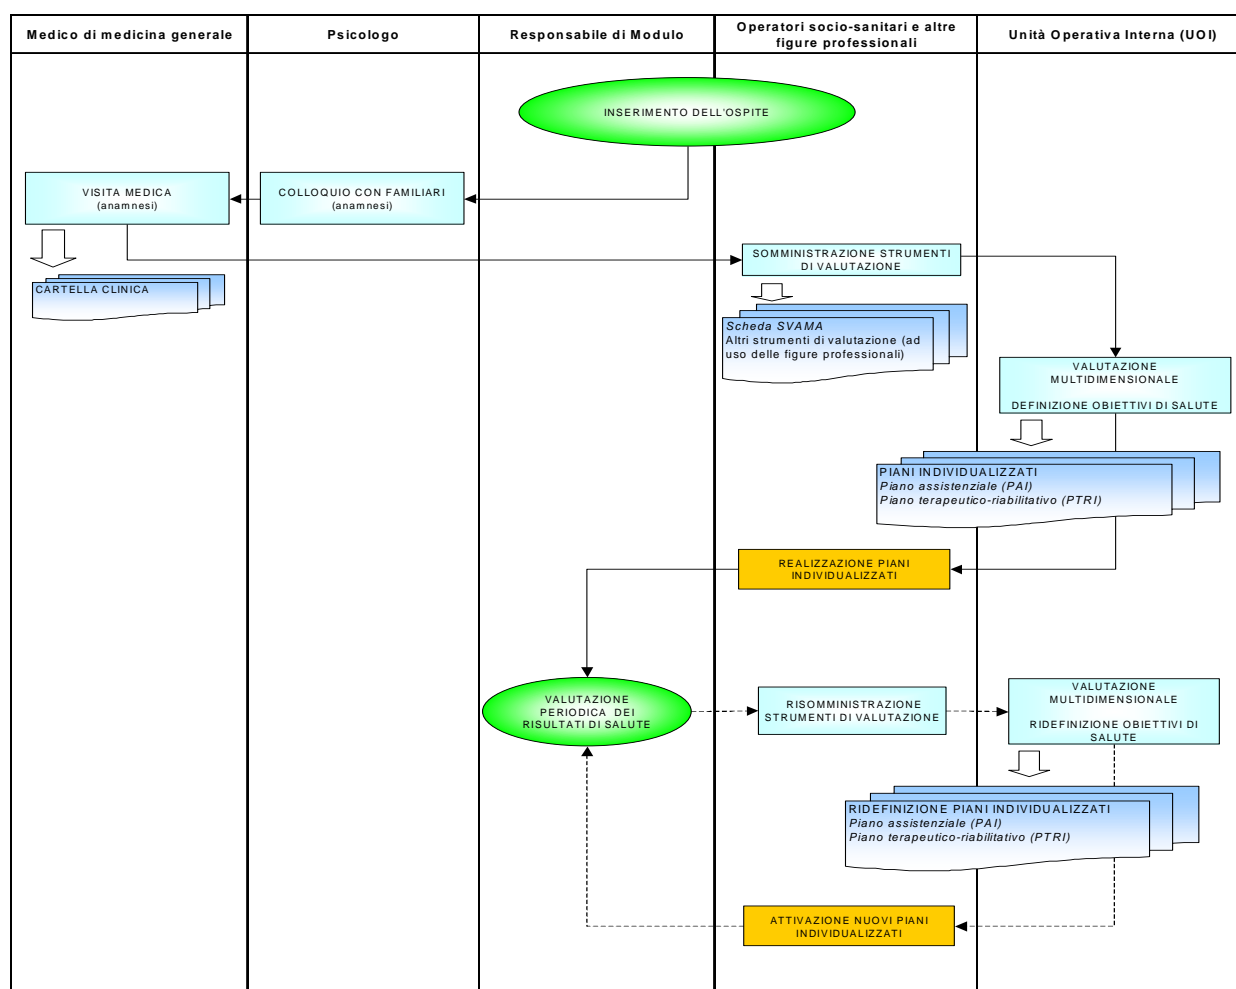 Medico di medicina generale
Psicologo
Responsabile di Modulo
Operatori socio-sanitari e altre
figure professionali
Unità Operativa Interna (UOI)
INSERIMENTO DELL'OSPITE
VISITA MEDICA
(anamnesi)
COLLOQUIO CON FAMILIARI
(anamnesi)
SOMMINISTRAZIONE STRUMENTI
DI VALUTAZIONE
CARTELLA CLINICA
Scheda SVAMA
Altri strumenti di valutazione (ad
uso delle figure professionali)
VALUTAZIONE
MULTIDIMENSIONALE
DEFINIZIONE OBIETTIVI DI SALUTE
PIANI INDIVIDUALIZZATI
Piano assistenziale (PAI)
Piano terapeutico-riabilitativo (PTRI)
REALIZZAZIONE PIANI
INDIVIDUALIZZATI
VALUTAZIONE
PERIODICA DEI
RISULTATI DI SALUTE
RISOMMINISTRAZIONE
STRUMENTI DI VALUTAZIONE
VALUTAZIONE
MULTIDIMENSIONALE
RIDEFINIZIONE OBIETTIVI DI
SALUTE
RIDEFINIZIONE PIANI INDIVIDUALIZZATI
Piano assistenziale (PAI)
Piano terapeutico-riabilitativo (PTRI)
ATTIVAZIONE NUOVI PIANI
INDIVIDUALIZZATI